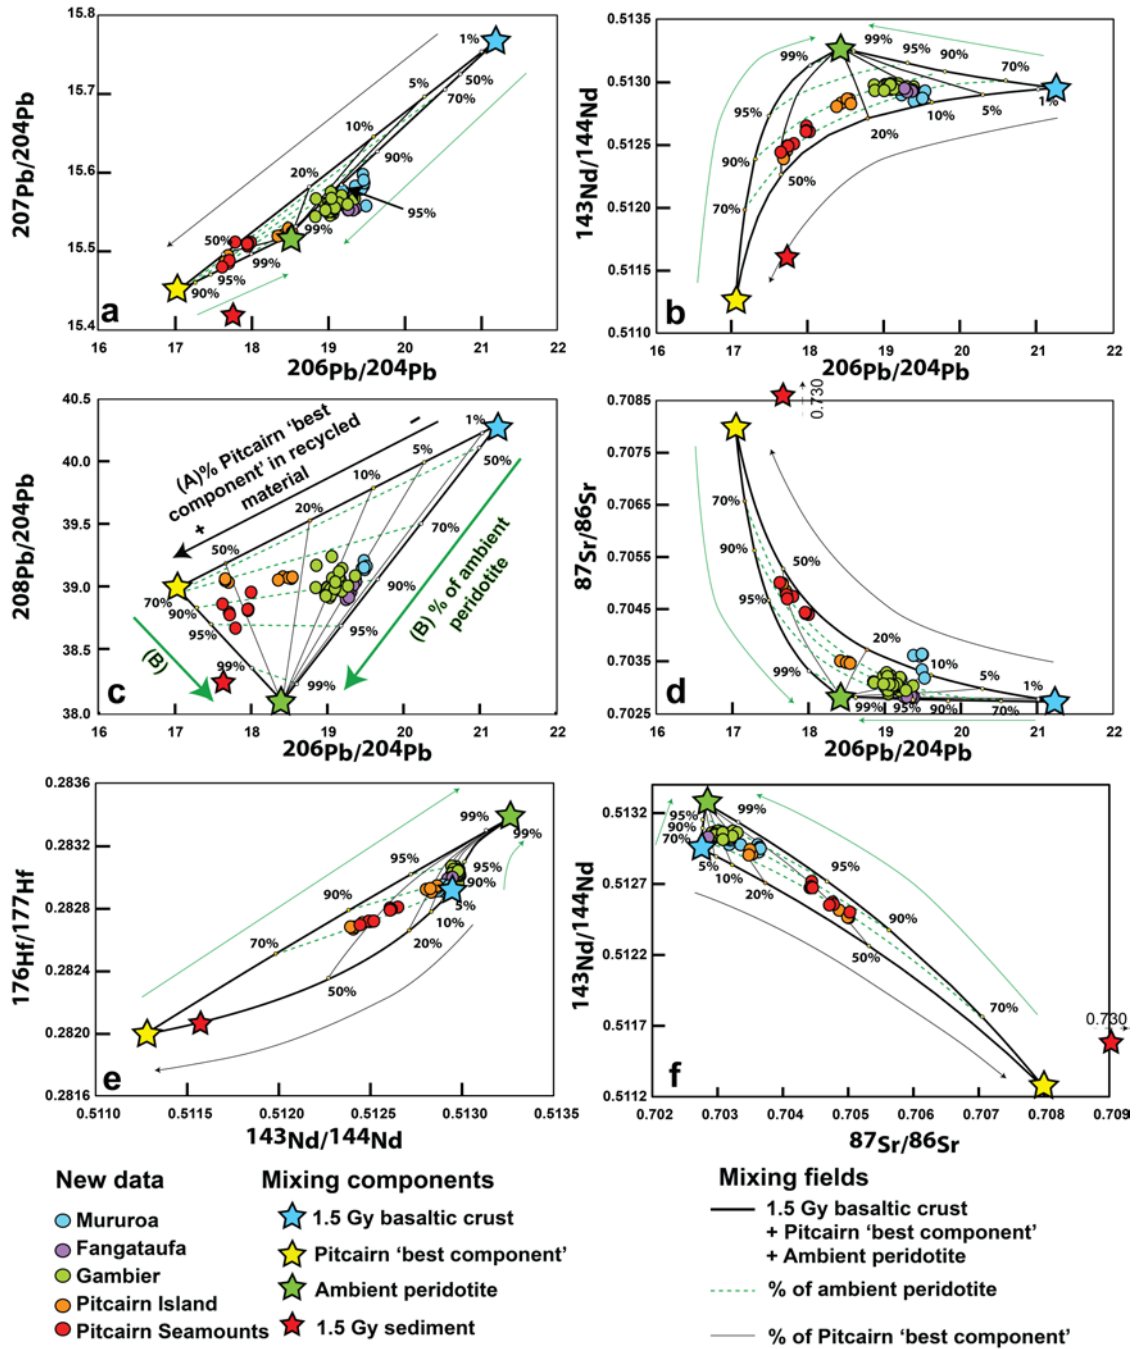 15.8
15.7
15.6
15.5
15.4
207Pb/204Pb
1%
50%
5%
70%
10%
90%
20%
95%
50%
99%
99%
95%
90%
a
16 17 18 19 20 21 22
206Pb/204Pb
0.5135
0.5130
0.5125
0.5120
0.5115
0.5110
143Nd/144Nd
99%
99%
95%
90%
70%
1%
5%
10%
20%
95%
90%
50%
70%
b
16 17 18 19 20 21 22
206Pb/204Pb
40.5
40.0
39.5
39.0
38.5
38.0
208Pb/204Pb
(A)% Pitcairn ‘best
component’ in recycled
material
–
+
1%
5%
50%
10%
20%
70%
50%
90%
70%
90%
95%
95%
99%
99%
(B) % of ambient
peridotite
(B)
c
16 17 18 19 20 21 22
206Pb/204Pb
0.7085
0.7075
0.7055
0.7045
0.7035
0.7025
87Sr/86Sr
0.730
70%
90%
50%
95%
20%
99%
10%
5%
1%
99% 95% 90% 70%
d
16 17 18 19 20 21 22
206Pb/204Pb
0.2836
0.2832
0.2828
0.2824
0.2820
0.2816
176Hf/177Hf
99%
99%
95%
95%
90%
90%
5%
10%
20%
70%
50%
e
0.5110 0.5115 0.5120 0.5125 0.5130 0.5135
143Nd/144Nd
0.5132
0.5127
0.5122
0.5117
0.5112
143Nd/144Nd
95%
90%
70%
99%
5%
10%
20%
95%
90%
50%
70%
0.730
f
0.702 0.703 0.704 0.705 0.706 0.707 0.708 0.709
87Sr/86Sr
New data
Mururoa
Fangataufa
Gambier
Pitcairn Island
Pitcairn Seamounts
Mixing components
1.5 Gy basaltic crust
Pitcairn ‘best component’
Ambient peridotite
1.5 Gy sediment
Mixing fields
1.5 Gy basaltic crust
+ Pitcairn ‘best component’
+ Ambient peridotite
% of ambient peridotite
% of Pitcairn ‘best component’